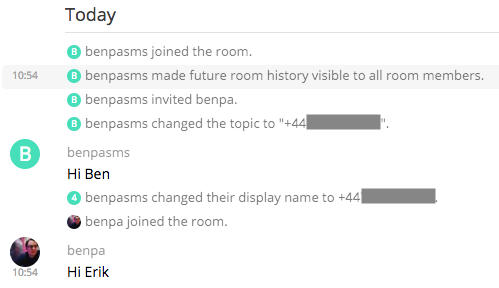 Today
B benpasms joined the room.
10:54 B benpasms made future room history visible to all room members.
B benpasms invited benpa.
B benpasms changed the topic to "+44 ".
benpasms
B Hi Ben
4 benpasms changed their display name to +44 .
benpa joined the room.
benpa
10:54 Hi Erik